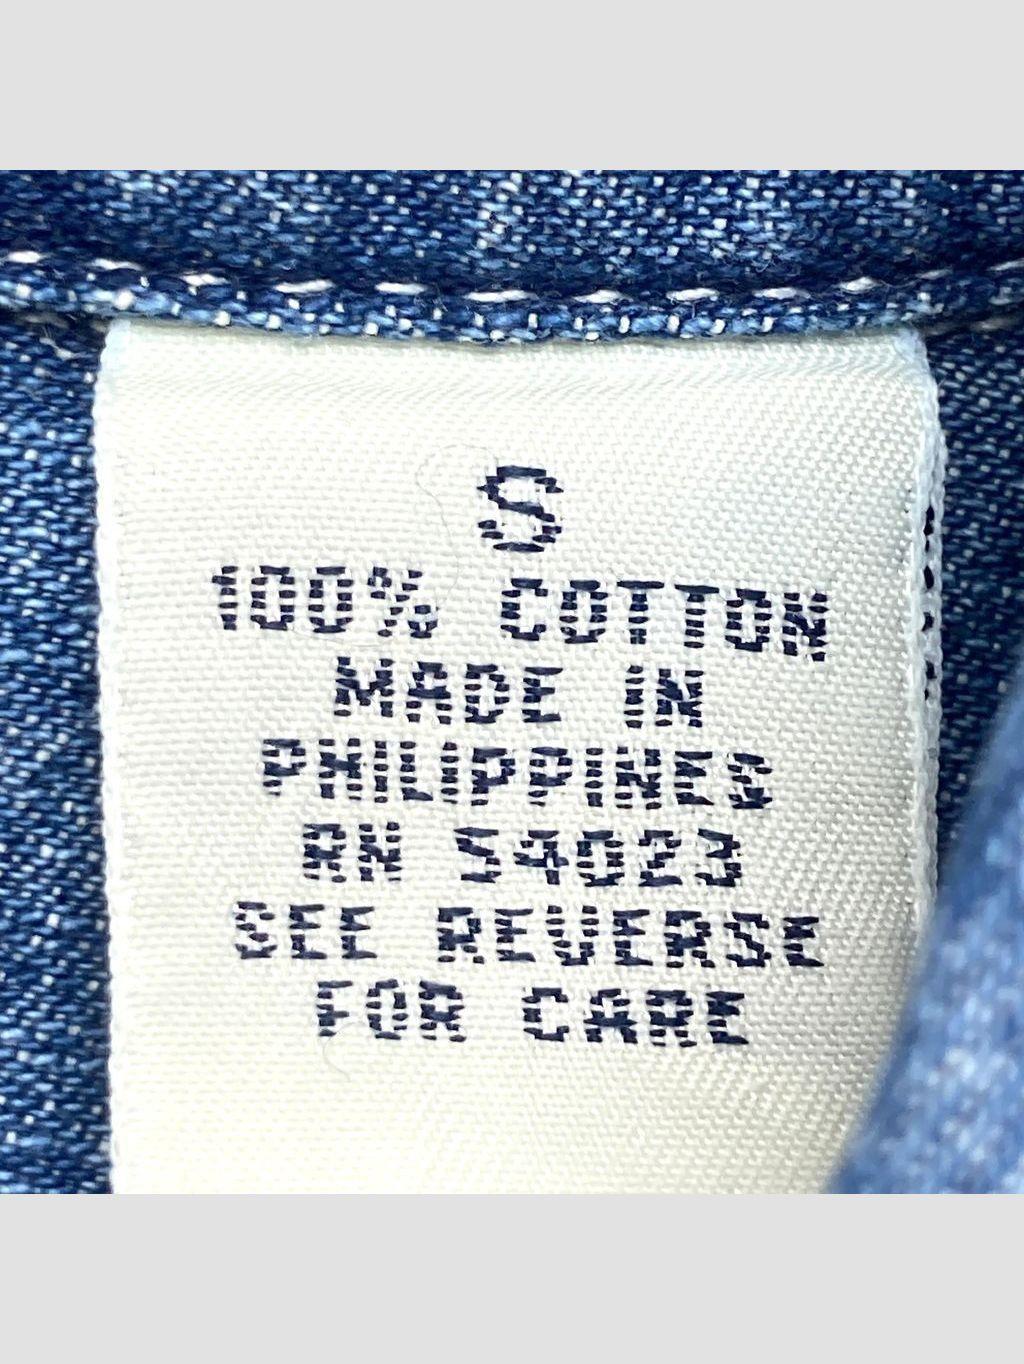 S
100% COTTON
MADE IN
PHILIPPINES
RN 54023
SEE REVERSE
FOR CARE